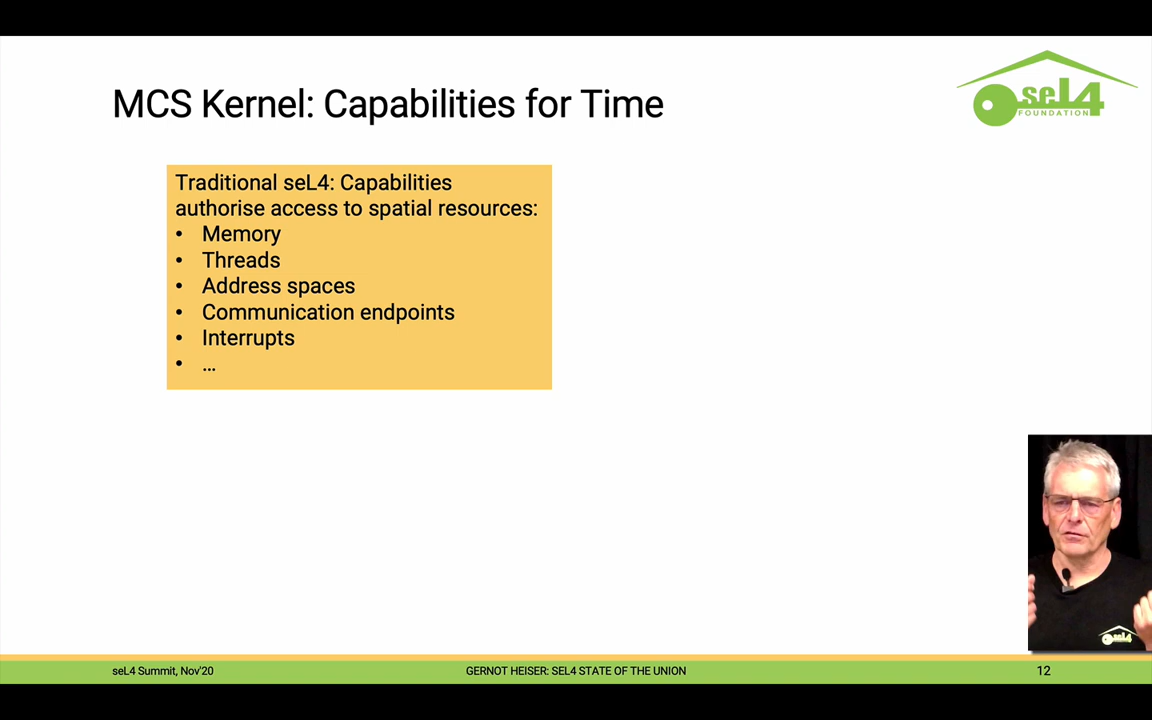 MCS Kernel: Capabilities for Time
seL4
FOUNDATION
Traditional seL4: Capabilities
authorise access to spatial resources:
• Memory
• Threads
• Address spaces
• Communication endpoints
• Interrupts
• …
seL4
seL4 Summit, Nov'20
GERNOT HEISER: SEL4 STATE OF THE UNION
12